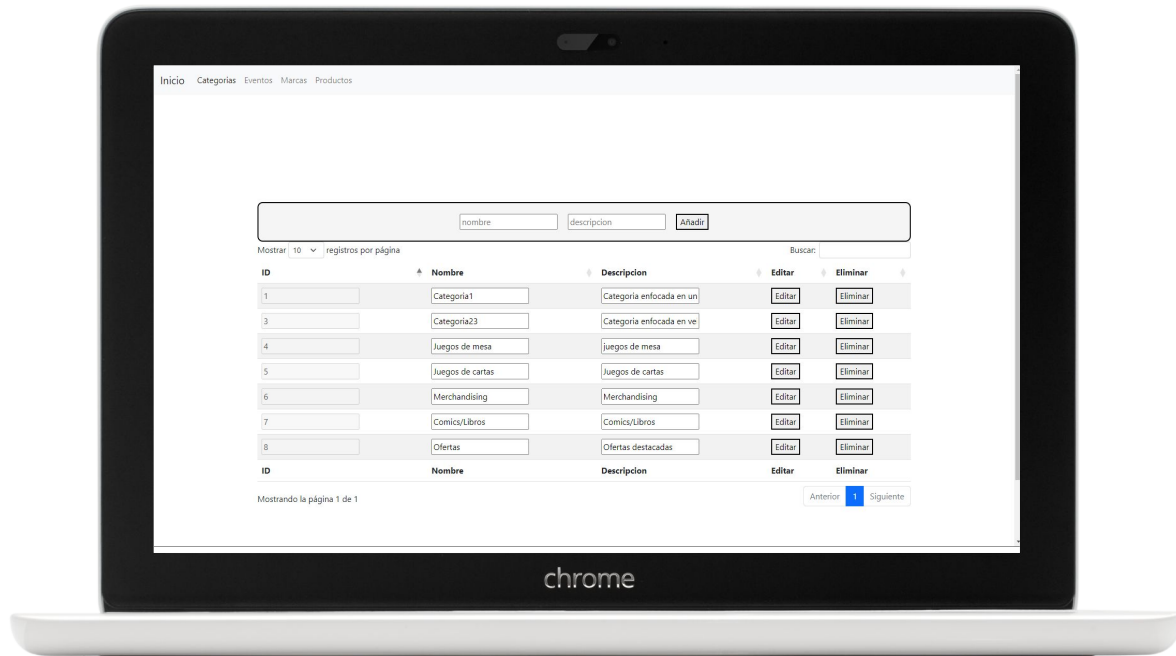 Inicio Categorias Eventos Marcas Productos
nombre descripcion Añadir
Mostrar 10 registros por página Buscar:
ID Nombre Descripcion Editar Eliminar
1 Categoria1 Categoria enfocada en un Editar Eliminar
3 Categoria23 Categoria enfocada en ve Editar Eliminar
4 Juegos de mesa juegos de mesa Editar Eliminar
5 Juegos de cartas Juegos de cartas Editar Eliminar
6 Merchandising Merchandising Editar Eliminar
7 Comics/Libros Comics/Libros Editar Eliminar
8 Ofertas Ofertas destacadas Editar Eliminar
ID Nombre Descripcion Editar Eliminar
Mostrando la página 1 de 1 Anterior 1 Siguiente
chrome